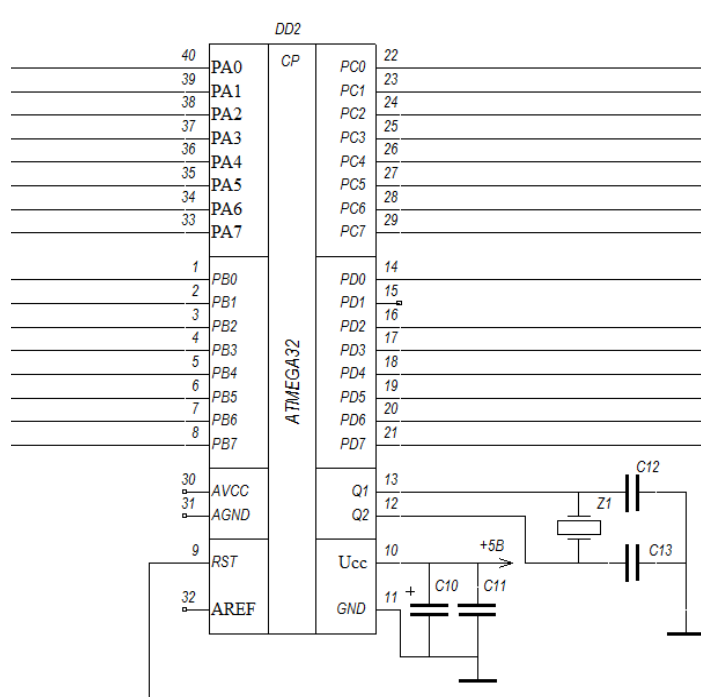 DD2
CP
40 PA0
39 PA1
38 PA2
37 PA3
36 PA4
35 PA5
34 PA6
33 PA7
1 PB0
2 PB1
3 PB2
4 PB3
5 PB4
6 PB5
7 PB6
8 PB7
30 AVCC
31 AGND
9 RST
32 AREF
ATMEGA32
PC0 22
PC1 23
PC2 24
PC3 25
PC4 26
PC5 27
PC6 28
PC7 29
PD0 14
PD1 15
PD2 16
PD3 17
PD4 18
PD5 19
PD6 20
PD7 21
Q1 13
Q2 12
Ucc 10
GND 11
C12
Z1
C13
+5В
+
C10
C11